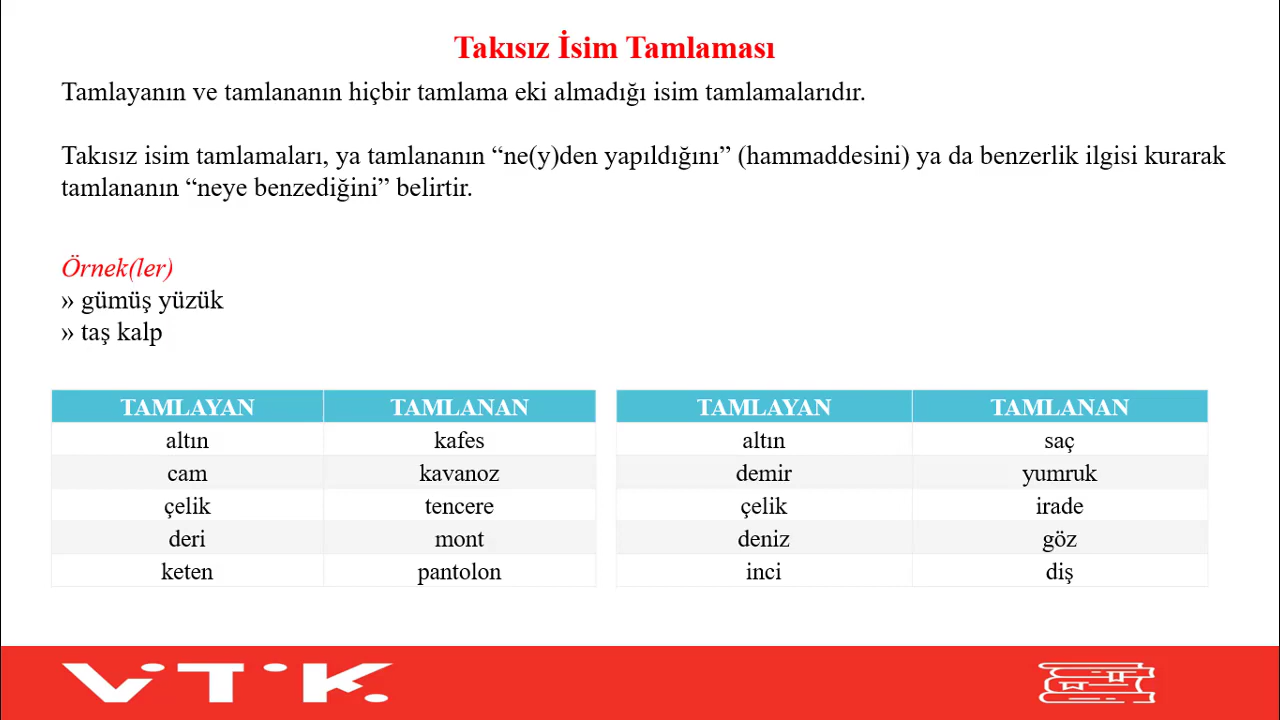 Takısız İsim Tamlaması
Tamlayanın ve tamlananın hiçbir tamlama eki almadığı isim tamlamalarıdır.
Takısız isim tamlamaları, ya tamlananın “ne(y)den yapıldığını” (hammaddesini) ya da benzerlik ilgisi kurarak
tamlananın “neye benzediğini” belirtir.
Örnek(ler)
» gümüş yüzük
» taş kalp
TAMLAYAN TAMLANAN
altın kafes
cam kavanoz
çelik tencere
deri mont
keten pantolon
TAMLAYAN TAMLANAN
altın saç
demir yumruk
çelik irade
deniz göz
inci diş
VİTİK